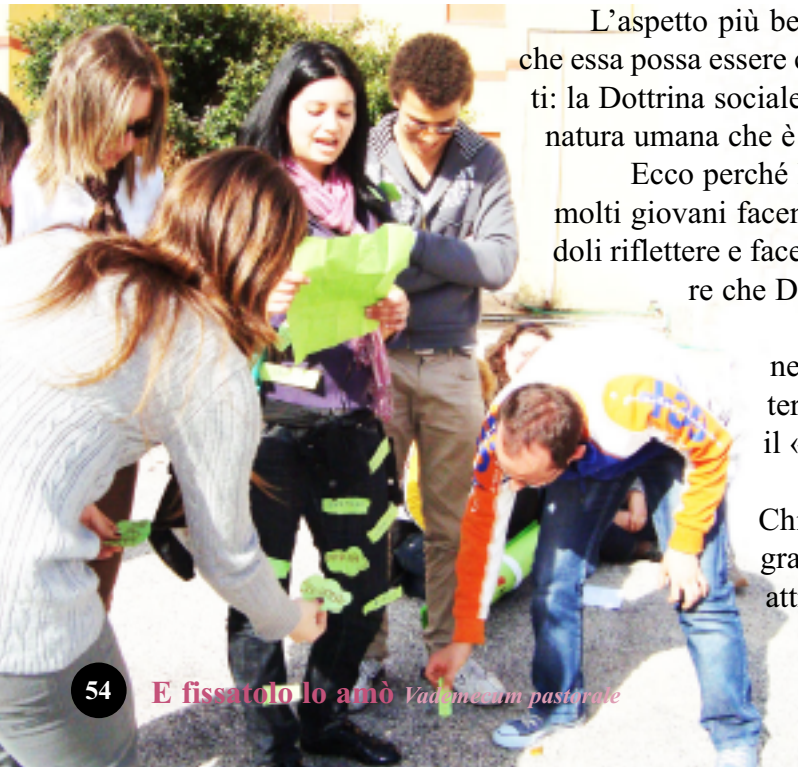 L’aspetto più be
che essa possa essere
ti: la Dottrina sociale
natura umana che è
Ecco perché
molti giovani facer
doli riflettere e face
re che D
ne
ter
il «
Chi
gra
att
54 E fissatolo lo amò Vademecum pastorale